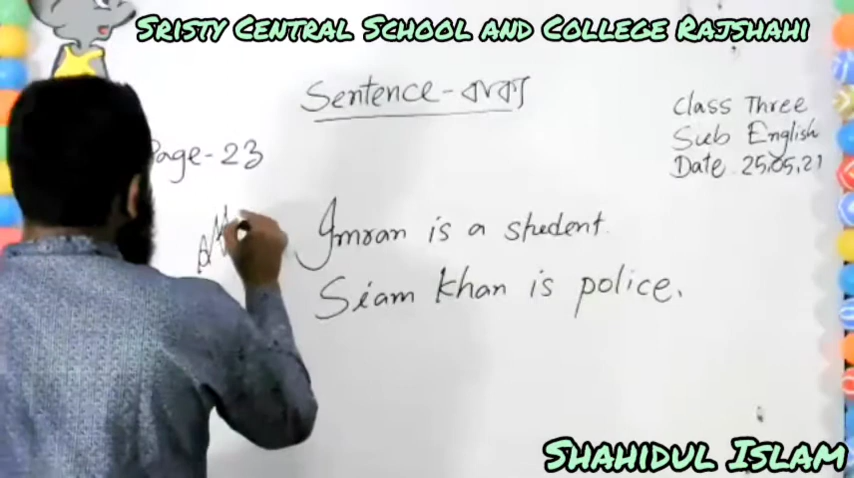 SRISTY CENTRAL SCHOOL AND COLLEGE RAJSHAHI
Sentence - বাক্য
Class Three
Sub English
Date 25.05.21
Page - 23
Imran is a student.
Siam khan is police.
SHAHIDUL ISLAM